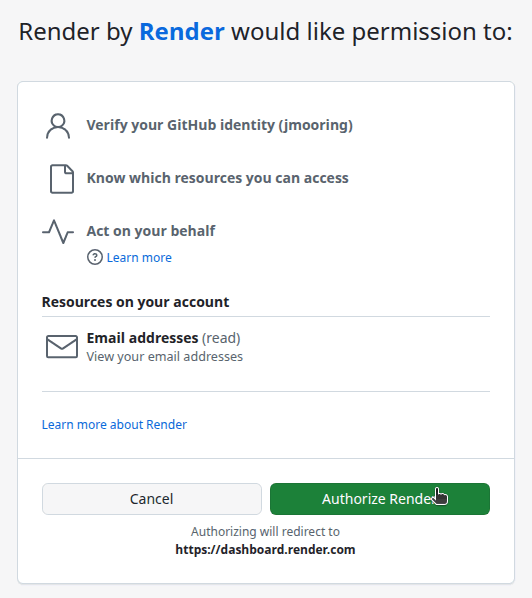 Render by Render would like permission to:
Verify your GitHub identity (jmooring)
Know which resources you can access
Act on your behalf
Learn more
Resources on your account
Email addresses (read)
View your email addresses
Learn more about Render
Cancel
Authorize Render
Authorizing will redirect to
https://dashboard.render.com